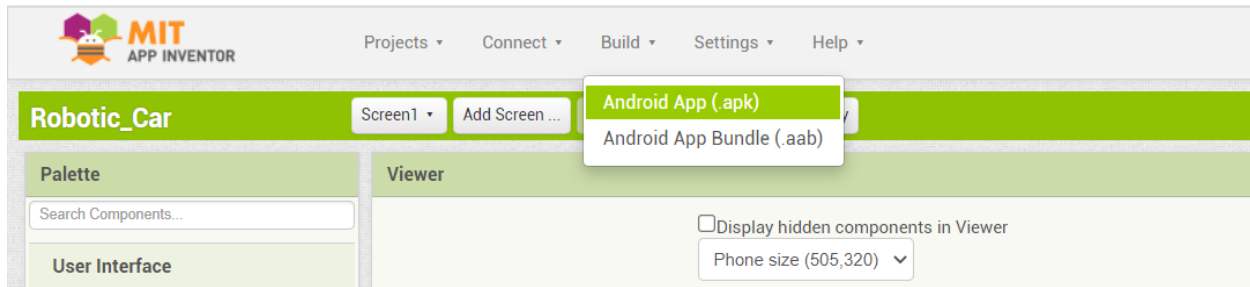 MIT
APP INVENTOR
Projects
Connect
Build
Settings
Help
Robotic_Car
Screen1
Add Screen ...
Android App (.apk)
Android App Bundle (.aab)
Palette
Viewer
Search Components...
Display hidden components in Viewer
User Interface
Phone size (505,320)